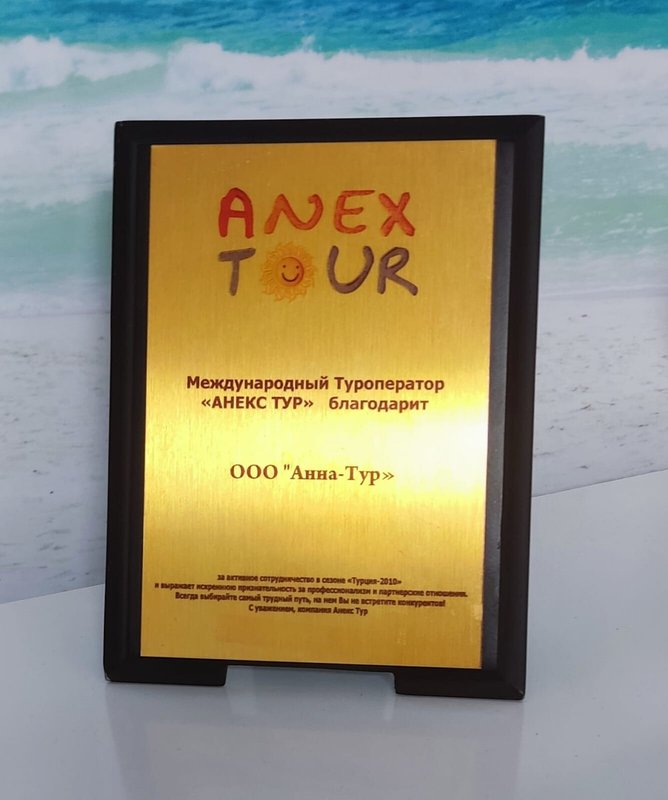 ANEX
TOUR
Международный Туроператор
«АНЕКС ТУР» благодарит
ООО "Анна-Тур»
за активное сотрудничество в сезоне «Турция-2010»
и выражает искреннюю признательность за профессионализм и партнерские отношения.
Всегда выбирайте самый трудный путь, на нем Вы не встретите конкурентов!
С уважением, компания Анекс Тур